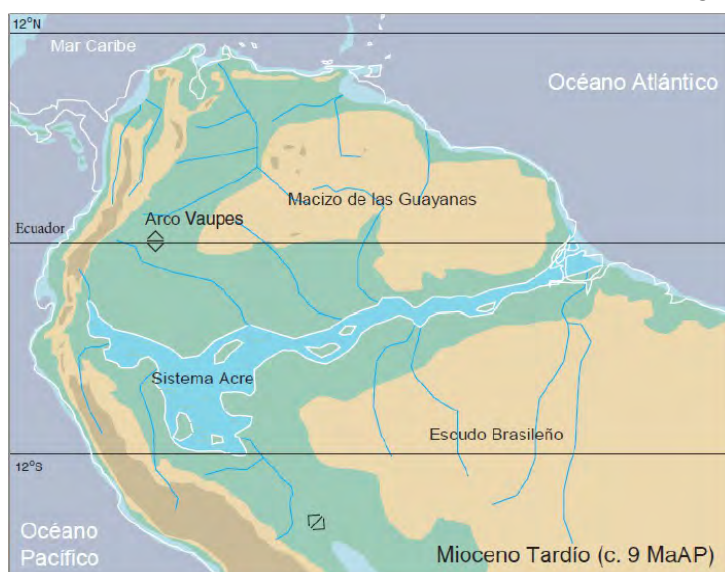 12°N
Mar Caribe
Océano Atlántico
Macizo de las Guayanas
Arco Vaupes
Ecuador
Sistema Acre
Escudo Brasileño
12°S
Océano
Pacífico
Mioceno Tardío (c. 9 MaAP)